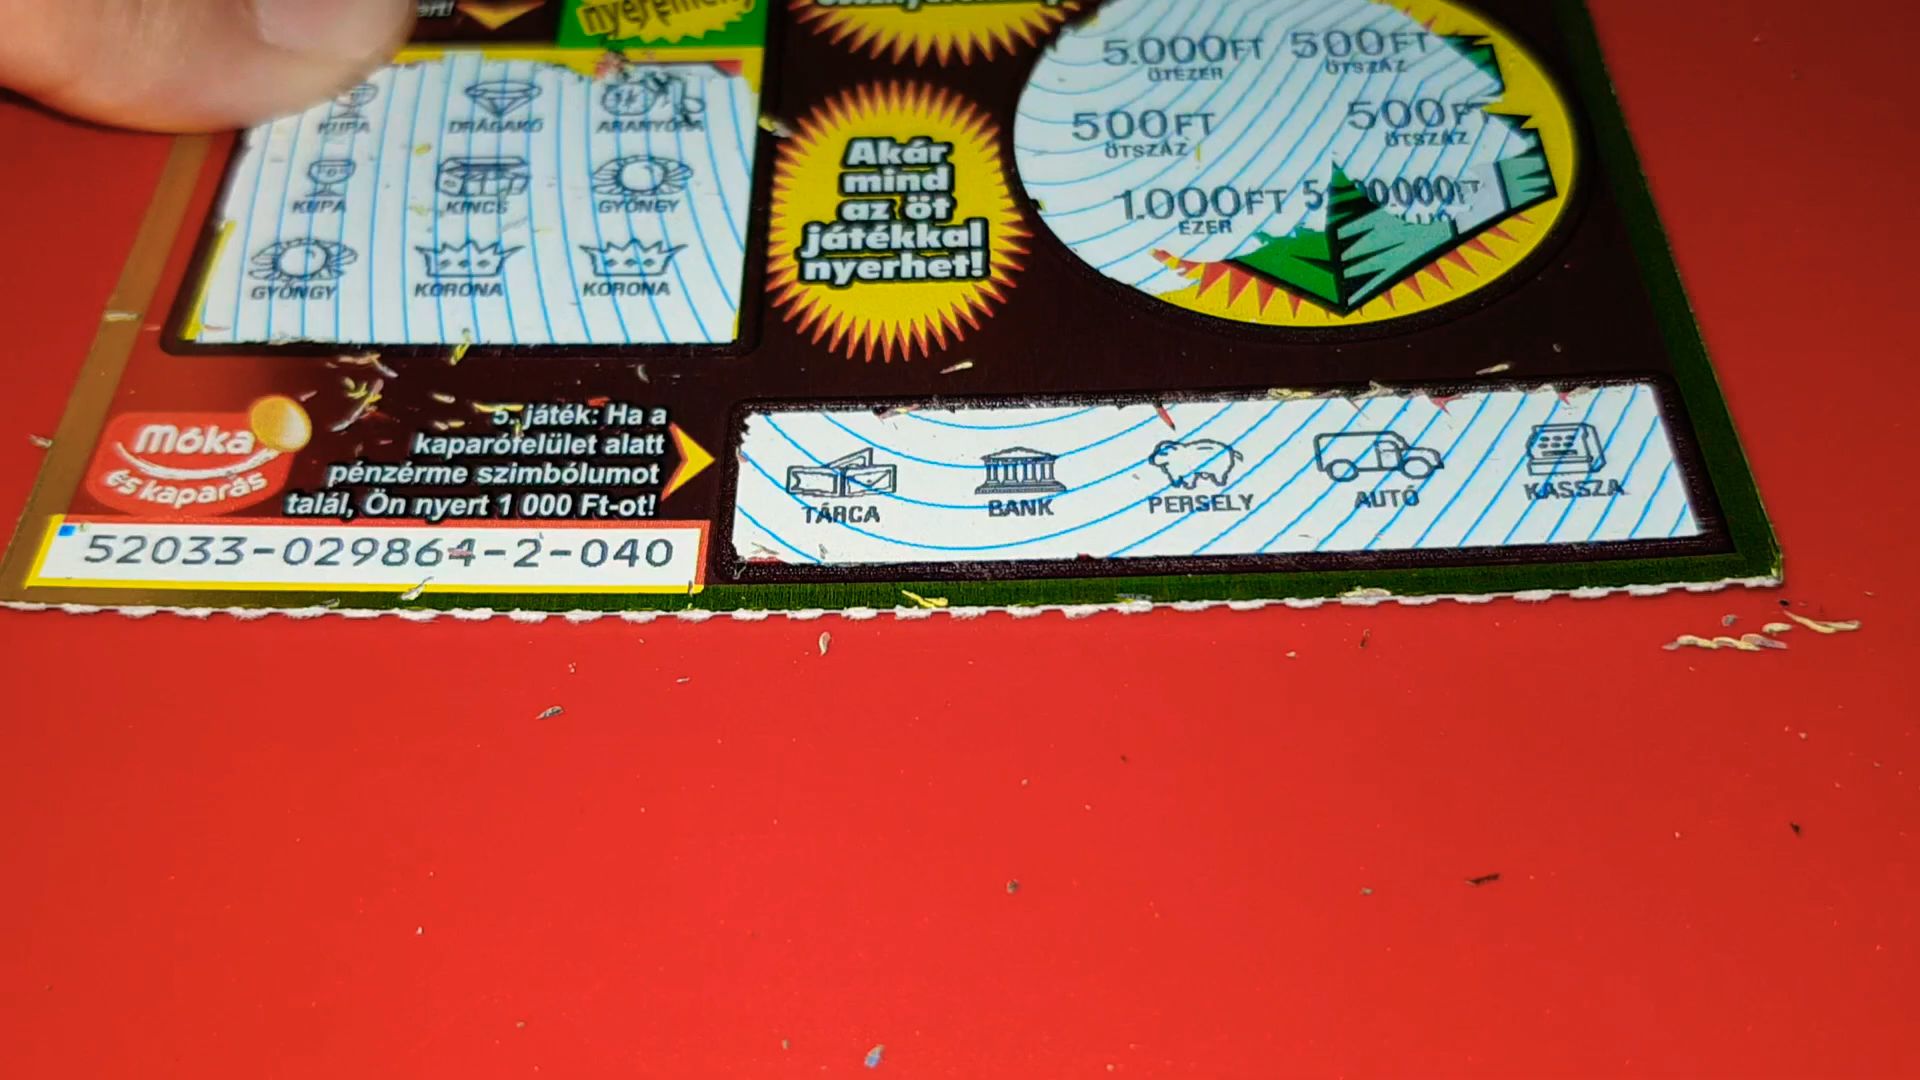 nyeremény
KUPA DRÁGAKŐ ARANYÓRA
KUPA KINCS GYÖNGY
GYÖNGY KORONA KORONA
Akár
mind
az öt
játékkal
nyerhet!
5.000FT 500FT
ÖTEZER ÖTSZÁZ
500FT 500FT
ÖTSZÁZ ÖTSZÁZ
1.000FT
EZER
Móka
és kaparás
5. játék: Ha a
kaparófelület alatt
pénzérme szimbólumot
talál, Ön nyert 1 000 Ft-ot!
52033-029864-2-040
TÁRCA BANK PERSELY AUTÓ KASSZA